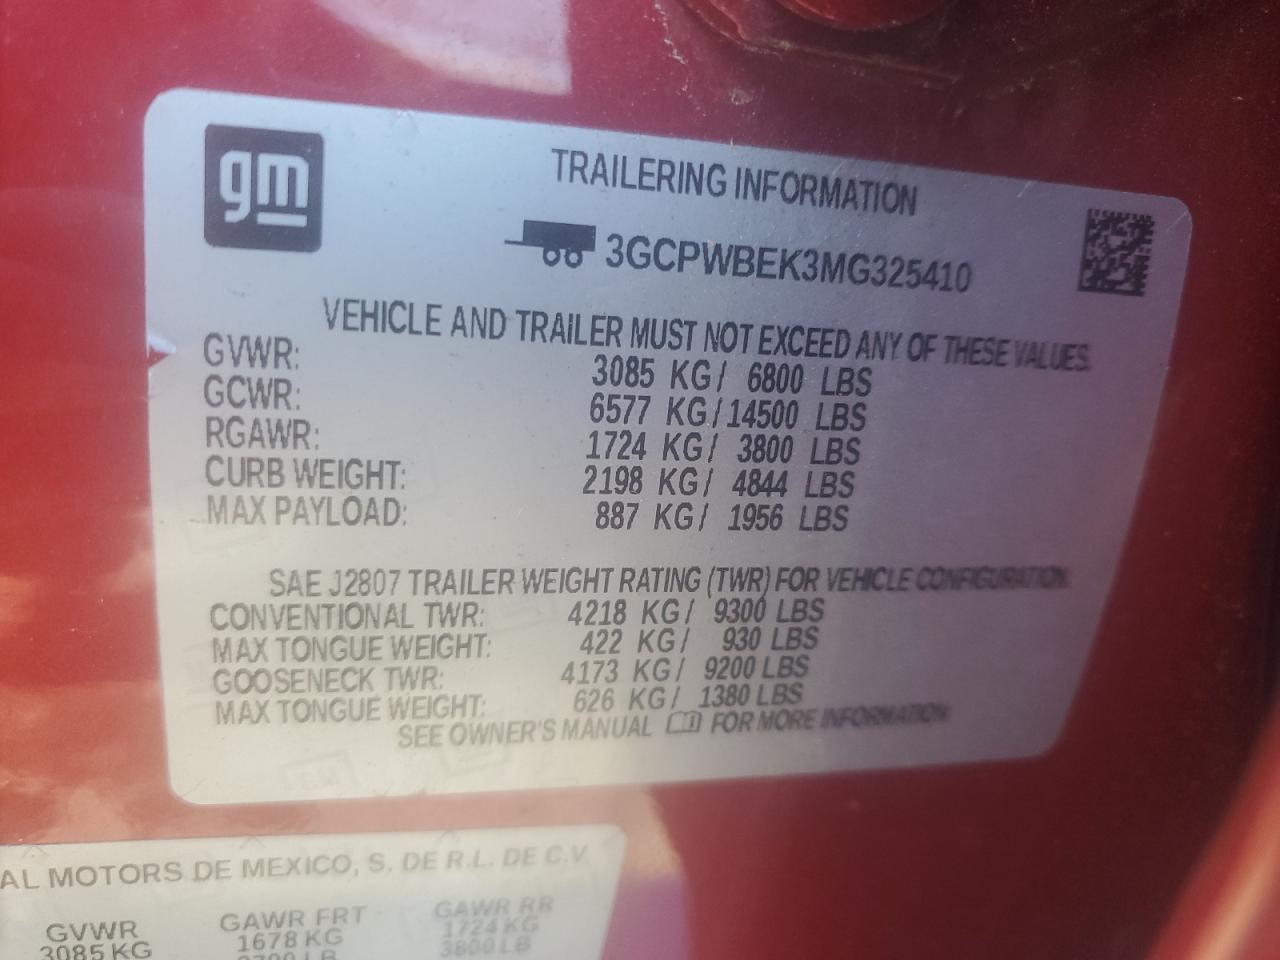 gm
TRAILERING INFORMATION
3GCPWBEK3MG325410
VEHICLE AND TRAILER MUST NOT EXCEED ANY OF THESE VALUES.
GVWR: 3085 KG/ 6800 LBS
GCWR: 6577 KG/14500 LBS
RGAWR: 1724 KG/ 3800 LBS
CURB WEIGHT: 2198 KG/ 4844 LBS
MAX PAYLOAD: 887 KG/ 1956 LBS
SAE J2807 TRAILER WEIGHT RATING (TWR) FOR VEHICLE CONFIGURATION.
CONVENTIONAL TWR: 4218 KG/ 9300 LBS
MAX TONGUE WEIGHT: 422 KG/ 930 LBS
GOOSENECK TWR: 4173 KG/ 9200 LBS
MAX TONGUE WEIGHT: 626 KG/ 1380 LBS
SEE OWNER'S MANUAL FOR MORE INFORMATION
AL MOTORS DE MEXICO, S. DE R.L. DE C.V
GVWR GAWR FRT GAWR RR
3085 KG 1678 KG 1724 KG
3800 LB